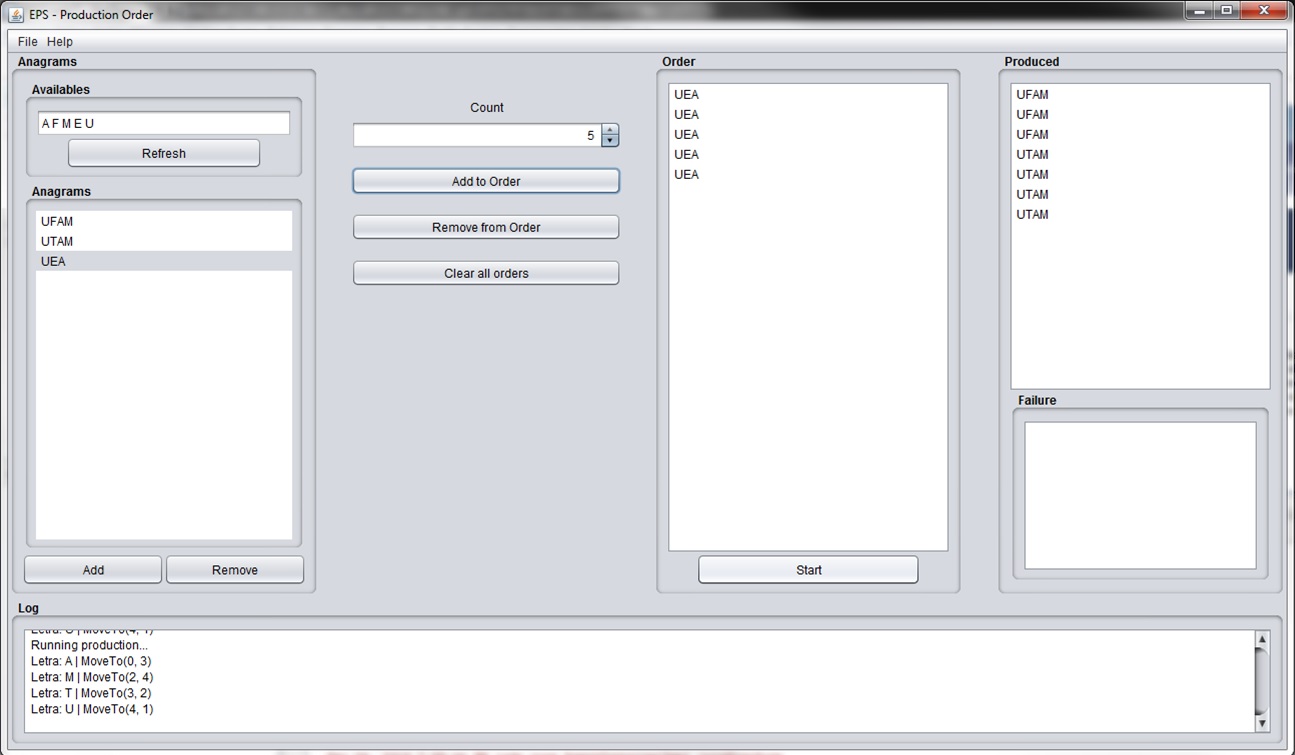 EPS - Production Order
File Help
Anagrams
Availables
A F M E U
Refresh
Anagrams
UFAM
UTAM
UEA
Add
Remove
Count
5
Add to Order
Remove from Order
Clear all orders
Order
UEA
UEA
UEA
UEA
UEA
Start
Produced
UFAM
UFAM
UFAM
UTAM
UTAM
UTAM
UTAM
Failure
Log
Running production...
Letra: A | MoveTo(0, 3)
Letra: M | MoveTo(2, 4)
Letra: T | MoveTo(3, 2)
Letra: U | MoveTo(4, 1)